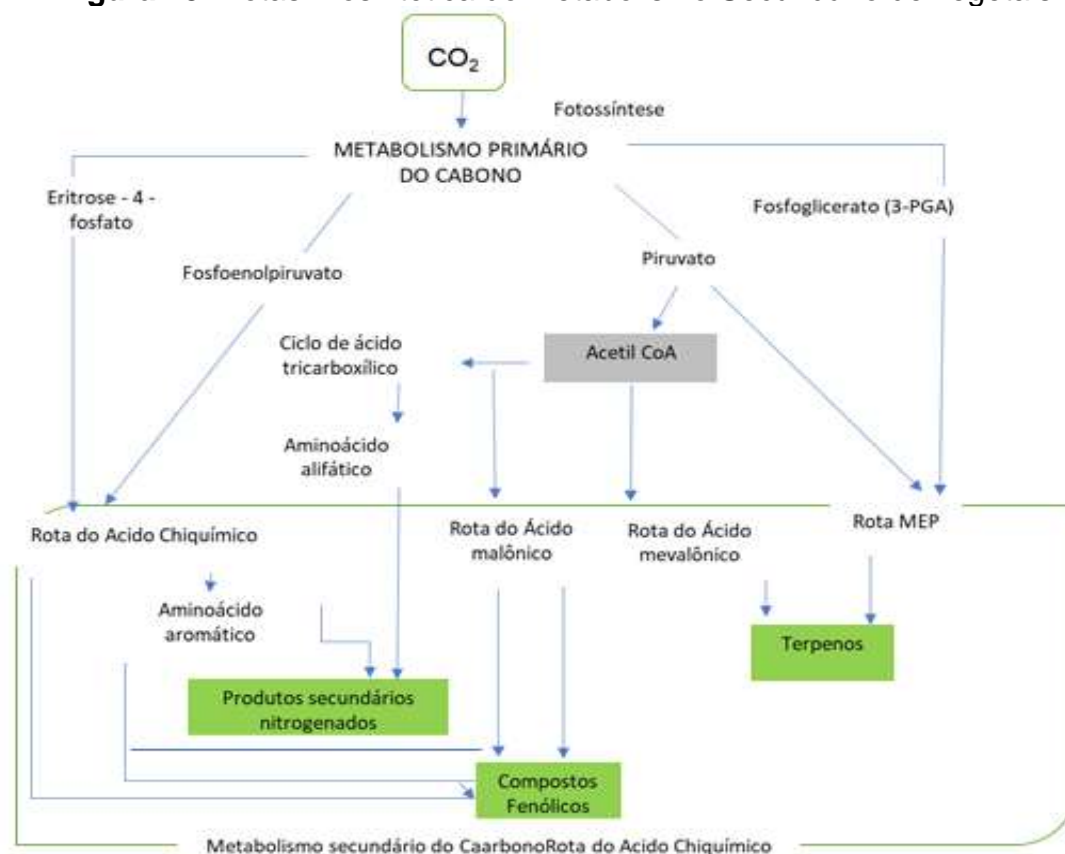 CO₂
Fotossíntese
METABOLISMO PRIMÁRIO
DO CABONO
Eritrose - 4 -
fosfato
Fosfoglicerato (3-PGA)
Fosfoenolpiruvato
Piruvato
Ciclo de ácido
tricarboxílico
Acetil CoA
Aminoácido
alifático
Rota do Acido Chiquímico
Rota do Ácido
malônico
Rota do Ácido
mevalônico
Rota MEP
Aminoácido
aromático
Terpenos
Produtos secundários
nitrogenados
Compostos
Fenólicos
Metabolismo secundário do CaarbonoRota do Acido Chiquímico